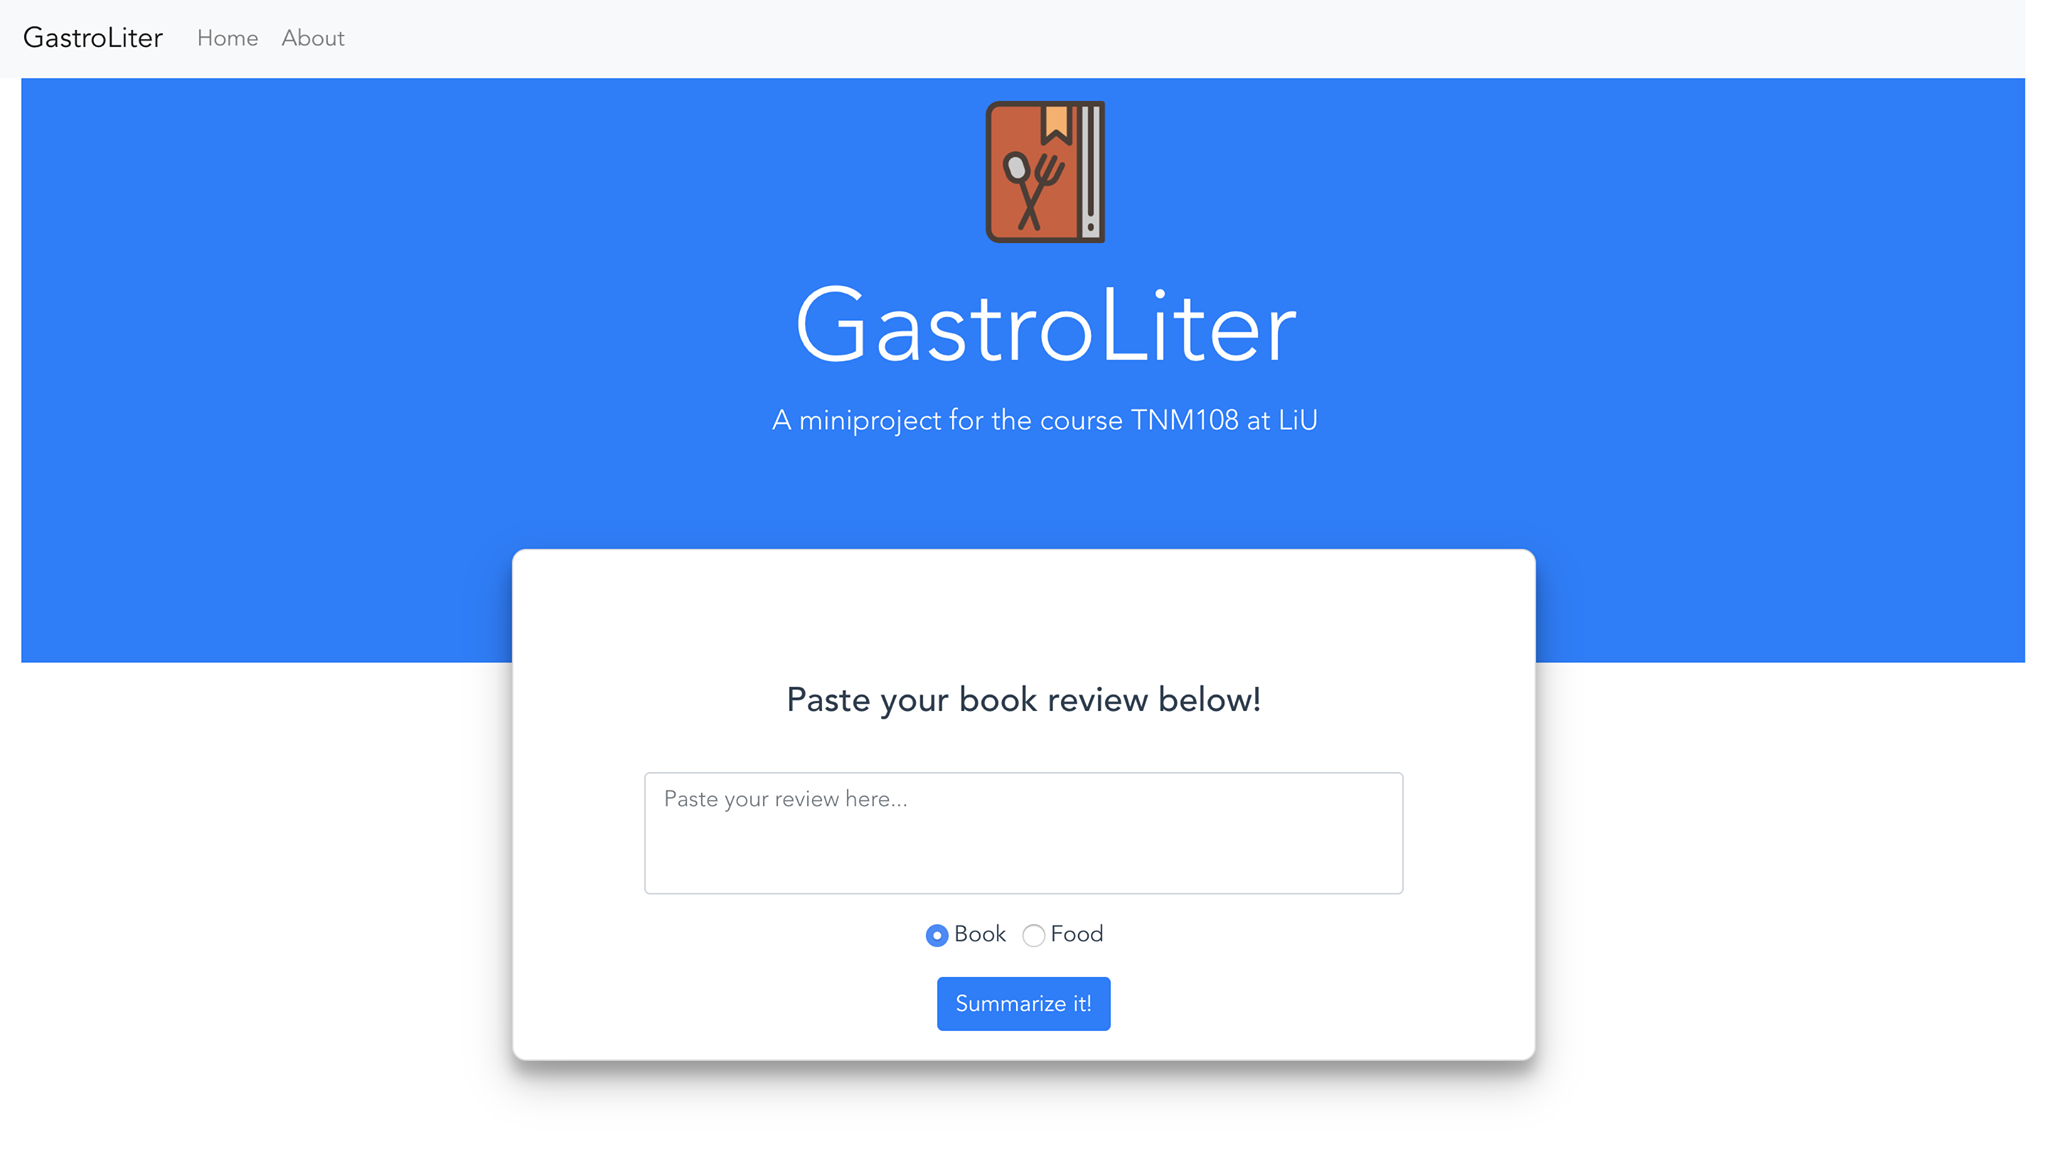 GastroLiter Home About
GastroLiter
A miniproject for the course TNM108 at LiU
Paste your book review below!
Paste your review here...
Book Food
Summarize it!